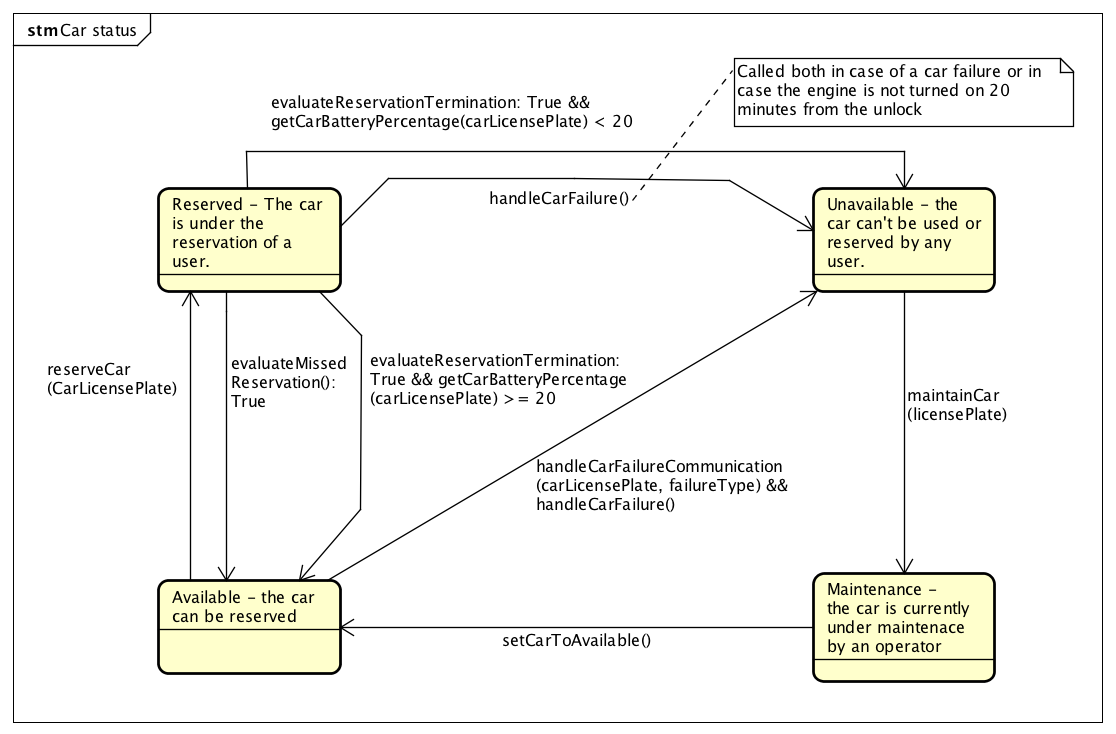 stm Car status
Called both in case of a car failure or in
case the engine is not turned on 20
minutes from the unlock
evaluateReservationTermination: True &&
getCarBatteryPercentage(carLicensePlate) < 20
handleCarFailure()
Reserved – The car
is under the
reservation of a
user.
Unavailable – the
car can't be used or
reserved by any
user.
reserveCar
(CarLicensePlate)
evaluateMissed
Reservation():
True
evaluateReservationTermination:
True && getCarBatteryPercentage
(carLicensePlate) >= 20
maintainCar
(licensePlate)
handleCarFailureCommunication
(carLicensePlate, failureType) &&
handleCarFailure()
Available – the car
can be reserved
Maintenance –
the car is currently
under maintenace
by an operator
setCarToAvailable()